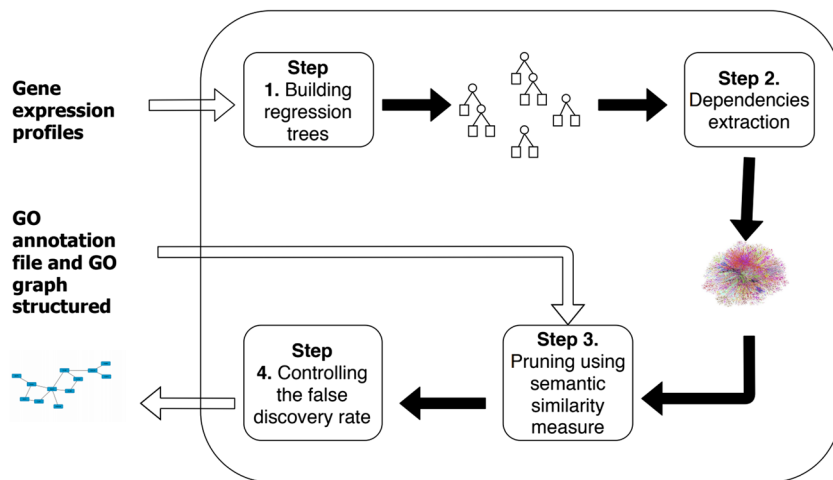 Gene
expression
profiles
Step
1. Building
regression
trees
Step 2.
Dependencies
extraction
GO
annotation
file and GO
graph
structured
Step
4. Controlling
the false
discovery rate
Step 3.
Pruning using
semantic
similarity
measure